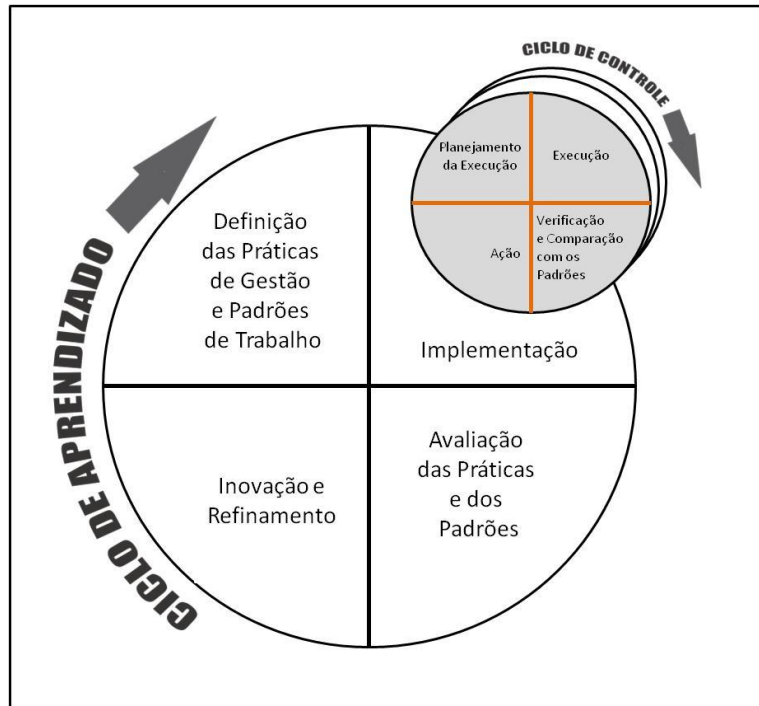 CICLO DE APRENDIZADO
CICLO DE CONTROLE
Planejamento
da Execução
Execução
Ação
Verificação
e Comparação
com os
Padrões
Definição
das Práticas
de Gestão
e Padrões
de Trabalho
Implementação
Inovação e
Refinamento
Avaliação
das Práticas
e dos
Padrões